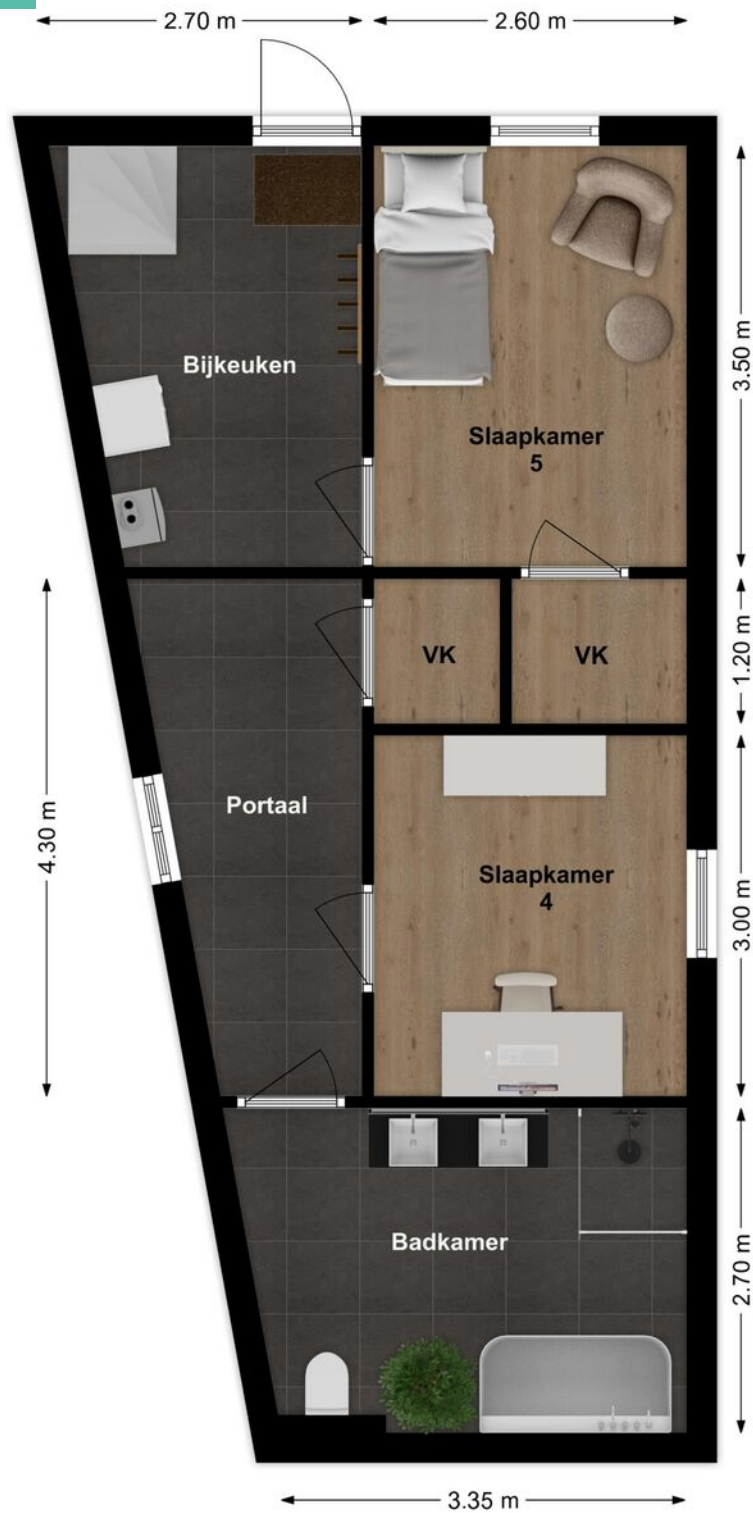 2.70 m
2.60 m
3.50 m
Bijkeuken
Slaapkamer
5
1.20 m
VK
VK
4.30 m
Portaal
Slaapkamer
4
3.00 m
Badkamer
2.70 m
3.35 m